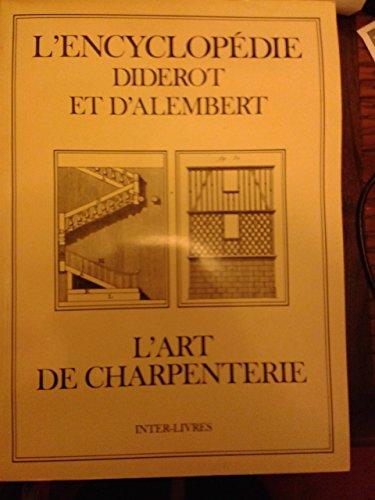 L'ENCYCLOPÉDIE
DIDEROT
ET D'ALEMBERT
L'ART
DE CHARPENTERIE
INTER-LIVRES